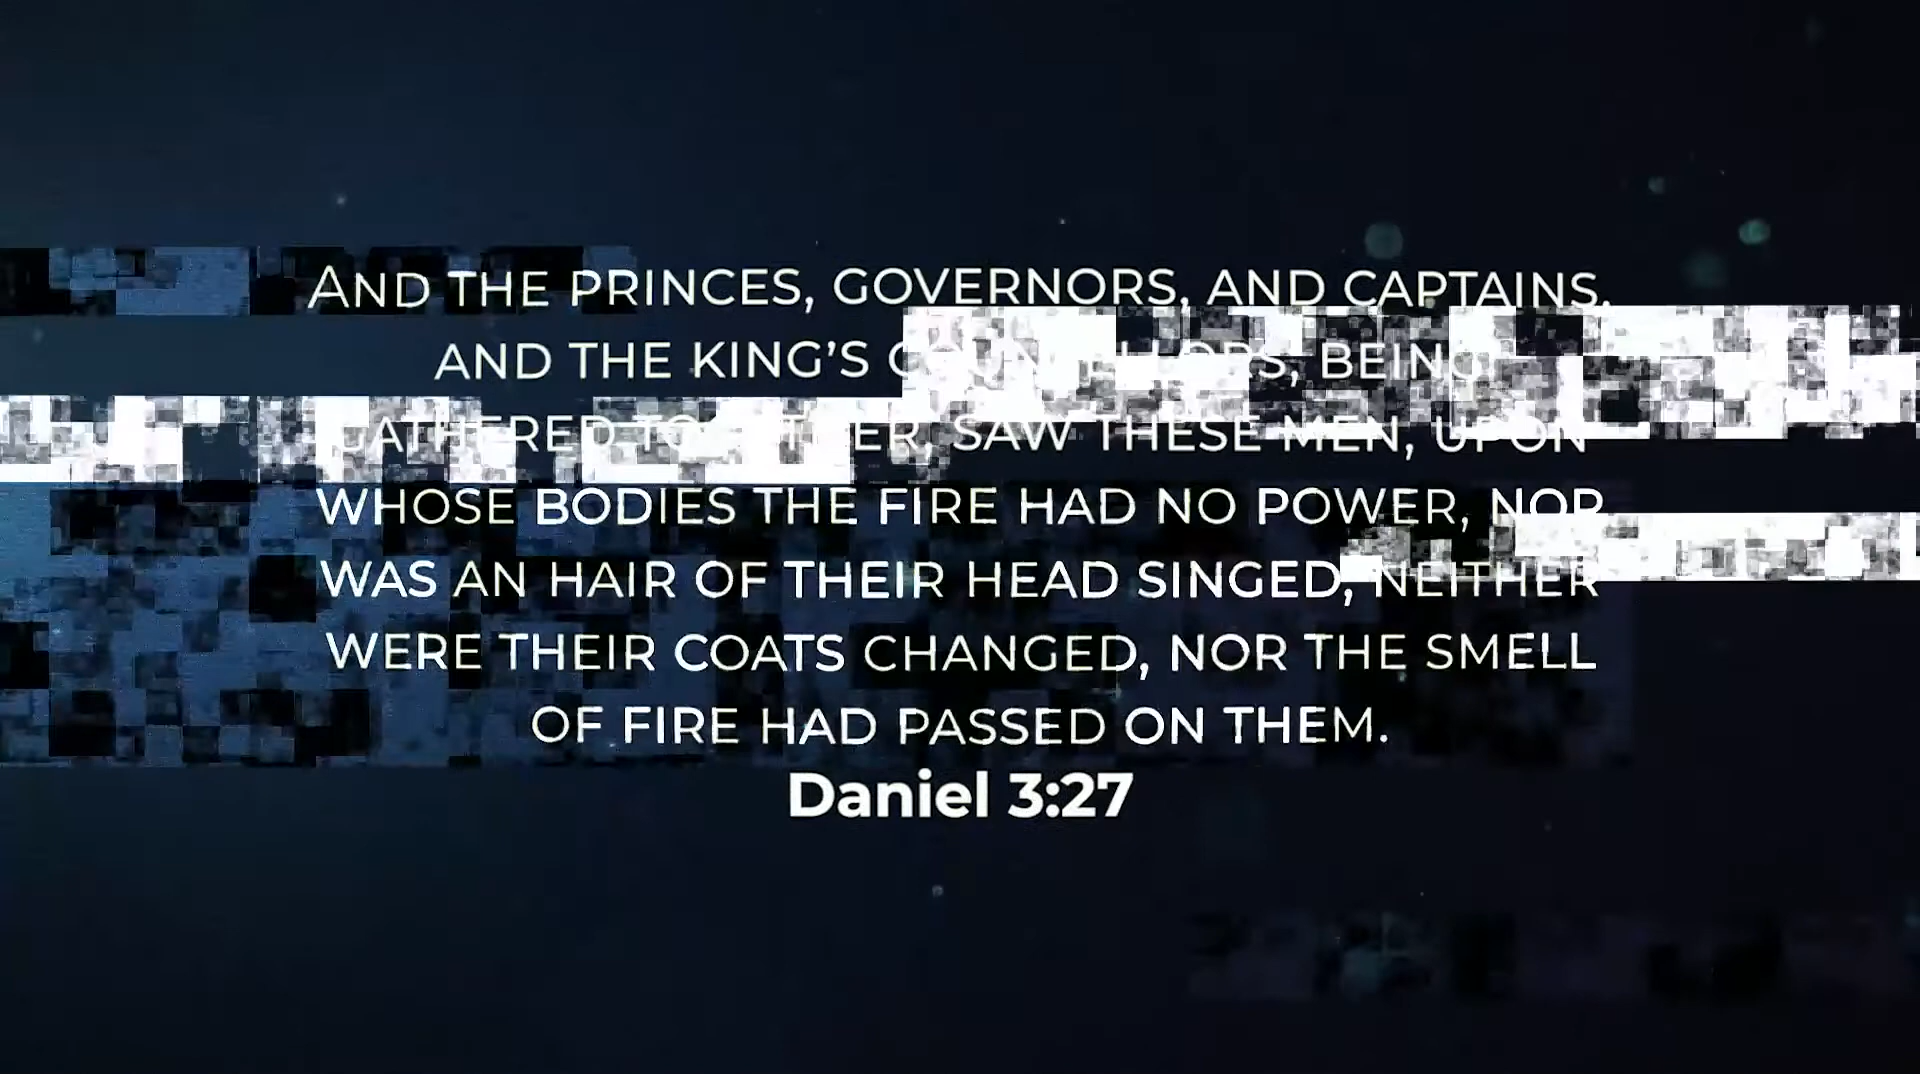 AND THE PRINCES, GOVERNORS, AND CAPTAINS,
AND THE KING’S COUNSELLORS, BEING
GATHERED TOGETHER, SAW THESE MEN, UPON
WHOSE BODIES THE FIRE HAD NO POWER, NOR
WAS AN HAIR OF THEIR HEAD SINGED, NEITHER
WERE THEIR COATS CHANGED, NOR THE SMELL
OF FIRE HAD PASSED ON THEM.
Daniel 3:27